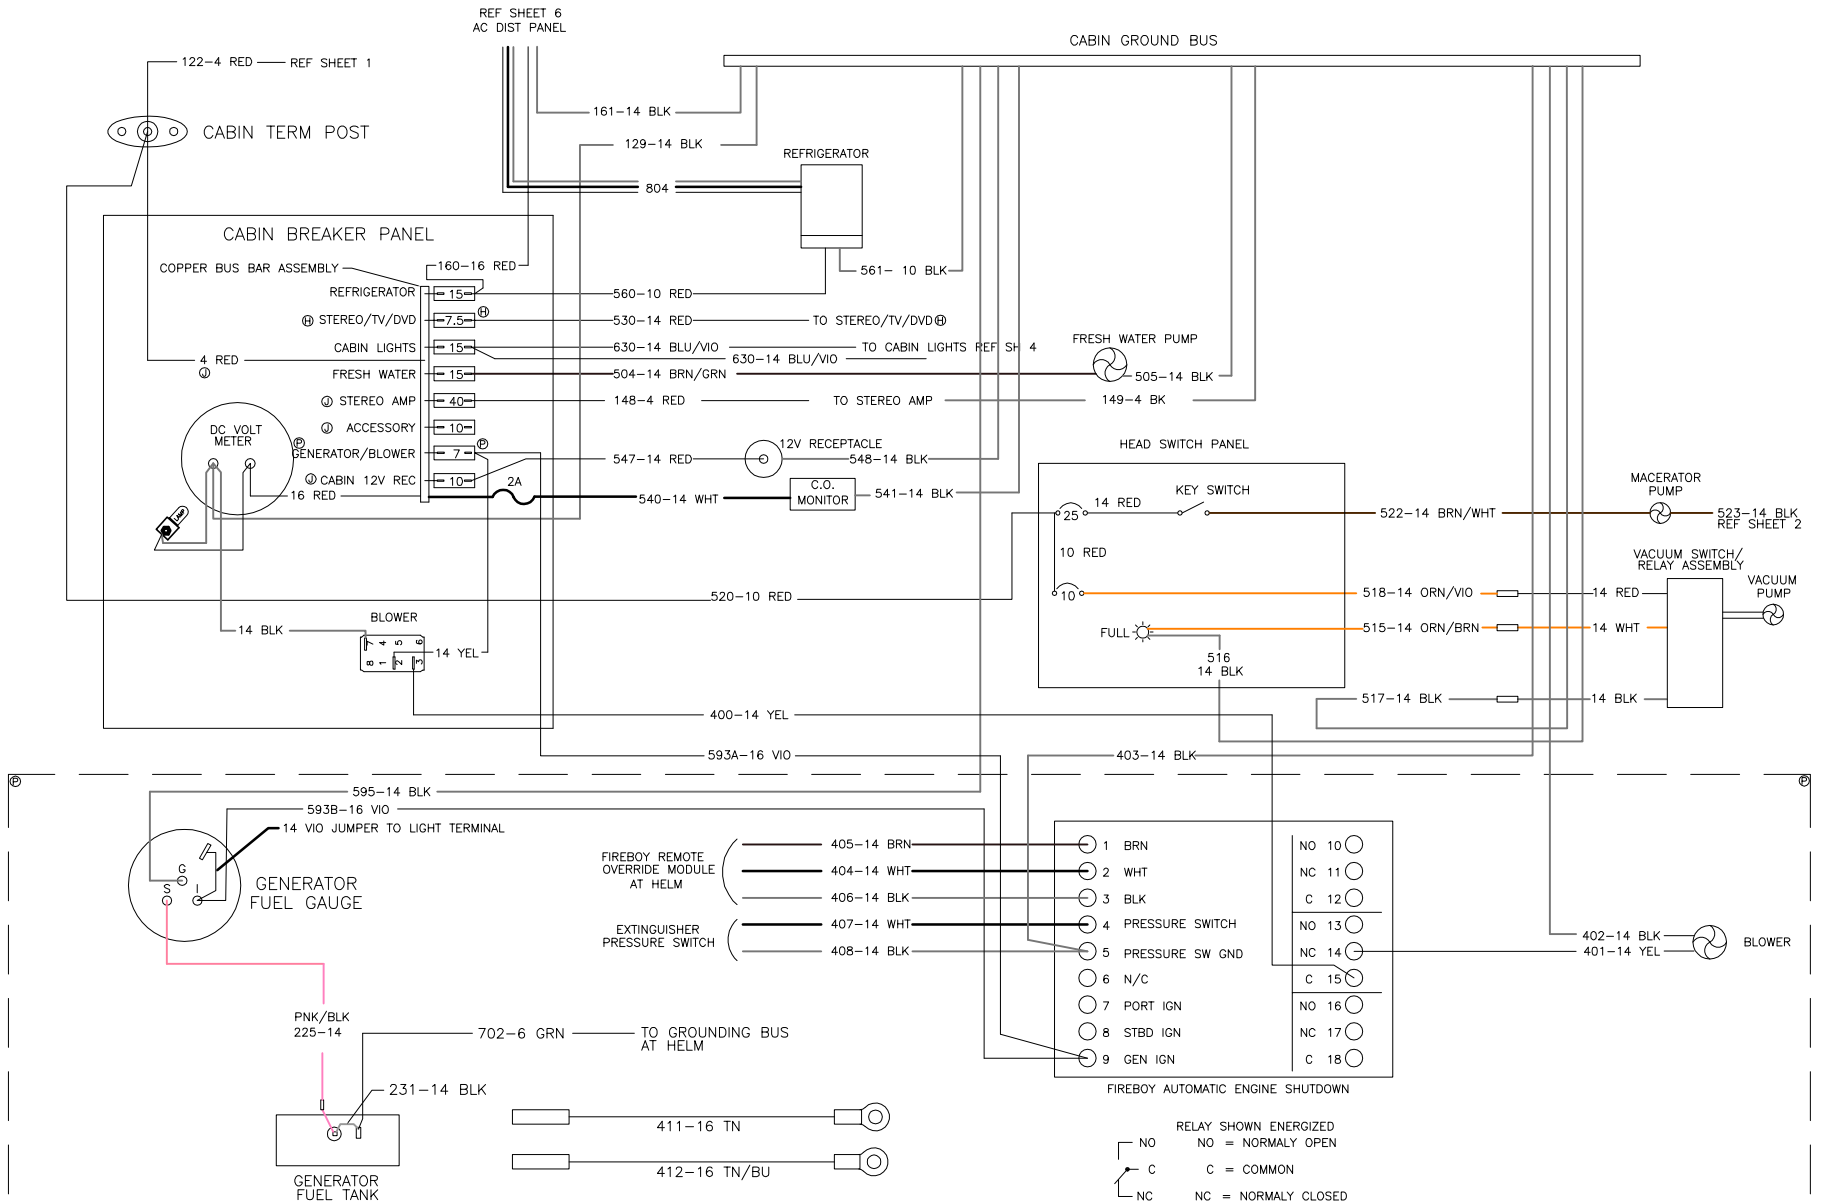 REF SHEET 6
AC DIST PANEL
CABIN GROUND BUS
122-4 RED
REF SHEET 1
161-14 BLK
CABIN TERM POST
129-14 BLK
REFRIGERATOR
804
CABIN BREAKER PANEL
COPPER BUS BAR ASSEMBLY
160-16 RED
561- 10 BLK
REFRIGERATOR
15
560-10 RED
H STEREO/TV/DVD
7.5
H
530-14 RED
TO STEREO/TV/DVD H
CABIN LIGHTS
15
630-14 BLU/VIO
TO CABIN LIGHTS REF SH 4
630-14 BLU/VIO
FRESH WATER PUMP
4 RED
J
FRESH WATER
15
504-14 BRN/GRN
505-14 BLK
J STEREO AMP
40
148-4 RED
TO STEREO AMP
149-4 BK
DC VOLT
METER
J ACCESSORY
10
P
GENERATOR/BLOWER
7
P
12V RECEPTACLE
547-14 RED
548-14 BLK
J CABIN 12V REC
10
2A
16 RED
540-14 WHT
C.O.
MONITOR
541-14 BLK
LAMP
HEAD SWITCH PANEL
KEY SWITCH
14 RED
25
522-14 BRN/WHT
MACERATOR
PUMP
523-14 BLK
REF SHEET 2
10 RED
VACUUM SWITCH/
RELAY ASSEMBLY
VACUUM
PUMP
10
518-14 ORN/VIO
14 RED
520-10 RED
BLOWER
FULL
515-14 ORN/BRN
14 WHT
14 BLK
7 4 5 6
8 1 2 3
14 YEL
516
14 BLK
517-14 BLK
14 BLK
400-14 YEL
593A-16 VIO
403-14 BLK
P
P
595-14 BLK
593B-16 VIO
14 VIO JUMPER TO LIGHT TERMINAL
G
S I
GENERATOR
FUEL GAUGE
FIREBOY REMOTE
OVERRIDE MODULE
AT HELM
405-14 BRN
404-14 WHT
406-14 BLK
EXTINGUISHER
PRESSURE SWITCH
407-14 WHT
408-14 BLK
1 BRN
2 WHT
3 BLK
4 PRESSURE SWITCH
5 PRESSURE SW GND
6 N/C
7 PORT IGN
8 STBD IGN
9 GEN IGN
NO 10
NC 11
C 12
NO 13
NC 14
C 15
NO 16
NC 17
C 18
402-14 BLK
401-14 YEL
BLOWER
FIREBOY AUTOMATIC ENGINE SHUTDOWN
PNK/BLK
225-14
702-6 GRN
TO GROUNDING BUS
AT HELM
231-14 BLK
GENERATOR
FUEL TANK
411-16 TN
412-16 TN/BU
RELAY SHOWN ENERGIZED
NO NO = NORMALY OPEN
C C = COMMON
NC NC = NORMALY CLOSED